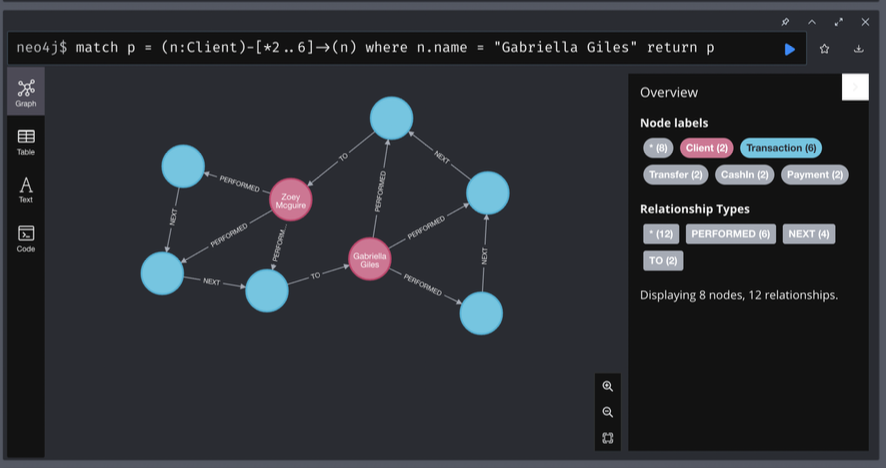 neo4j$ match p = (n:Client)-[*2..6]→(n) where n.name = "Gabriella Giles" return p
Graph
Table
Text
Code
TO
NEXT
PERFORMED
Zoey
Mcguire
PERFORMED
NEXT
PERFORMED
PERFORMED
PERFORM…
Gabriella
Giles
NEXT
NEXT
TO
PERFORMED
Overview
Node labels
* (8) Client (2) Transaction (6)
Transfer (2) CashIn (2) Payment (2)
Relationship Types
* (12) PERFORMED (6) NEXT (4)
TO (2)
Displaying 8 nodes, 12 relationships.